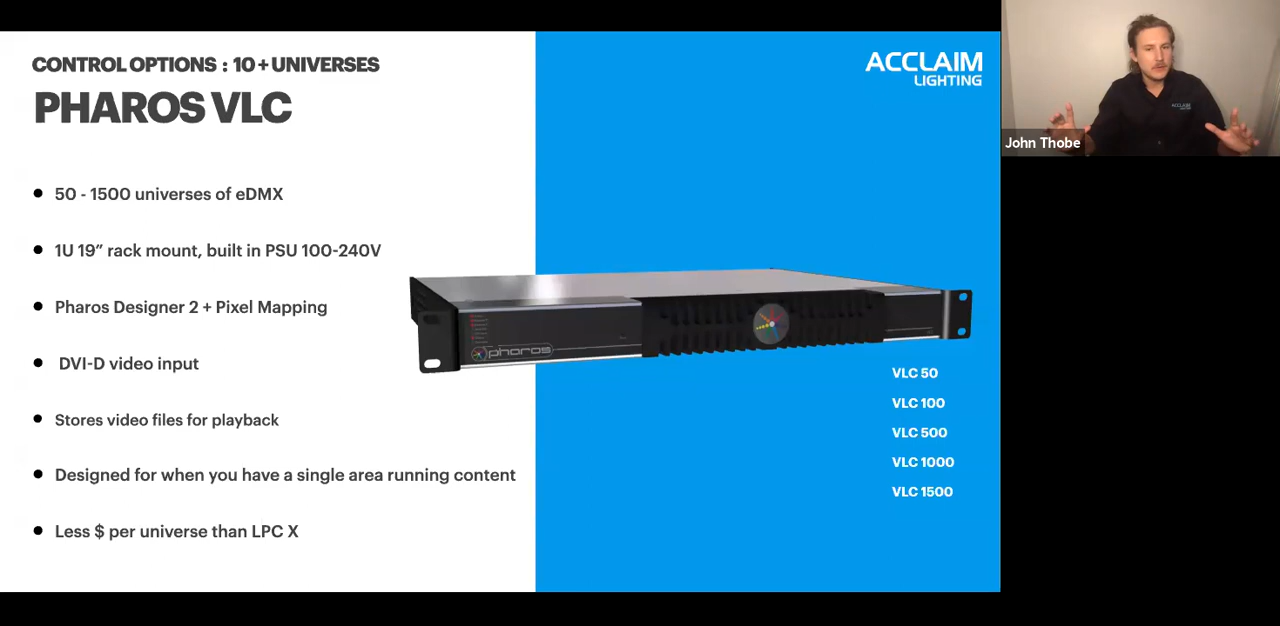 CONTROL OPTIONS : 10 + UNIVERSES
PHAROS VLC
50 - 1500 universes of eDMX
1U 19” rack mount, built in PSU 100-240V
Pharos Designer 2 + Pixel Mapping
DVI-D video input
Stores video files for playback
Designed for when you have a single area running content
Less $ per universe than LPC X
ACCLAIM
LIGHTING
pharos
VLC 50
VLC 100
VLC 500
VLC 1000
VLC 1500
ACCLAIM
John Thobe